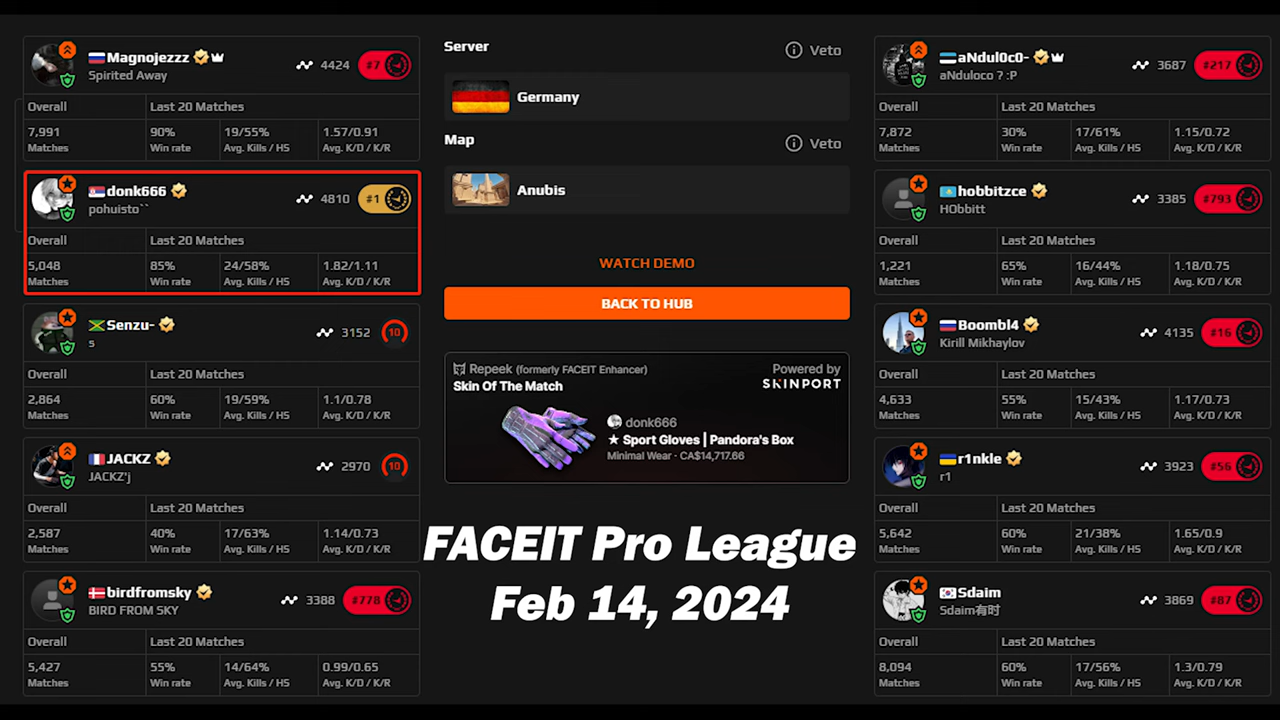 Magnojezzz
Spirited Away
4424
#7
Overall
Last 20 Matches
7,991
90%
19/55%
1.57/0.91
Matches
Win rate
Avg. Kills / HS
Avg. K/D / K/R
donk666
pohuisto``
4810
#1
Overall
Last 20 Matches
5,048
85%
24/58%
1.82/1.11
Matches
Win rate
Avg. Kills / HS
Avg. K/D / K/R
Senzu-
s
3152
10
Overall
Last 20 Matches
2,864
60%
19/59%
1.1/0.78
Matches
Win rate
Avg. Kills / HS
Avg. K/D / K/R
JACKZ
JACKZ'j
2970
10
Overall
Last 20 Matches
2,587
40%
17/63%
1.14/0.73
Matches
Win rate
Avg. Kills / HS
Avg. K/D / K/R
birdfromsky
BIRD FROM SKY
3388
#778
Overall
Last 20 Matches
5,427
55%
14/64%
0.99/0.65
Matches
Win rate
Avg. Kills / HS
Avg. K/D / K/R
Server
Veto
Germany
Map
Veto
Anubis
WATCH DEMO
BACK TO HUB
Repeek (formerly FACEIT Enhancer)
Skin Of The Match
Powered by
SKINPORT
donk666
★ Sport Gloves | Pandora's Box
Minimal Wear · CA$14,717.66
FACEIT Pro League
Feb 14, 2024
aNdul0c0-
aNduloco ? :P
3687
#217
Overall
Last 20 Matches
7,872
30%
17/61%
1.15/0.72
Matches
Win rate
Avg. Kills / HS
Avg. K/D / K/R
hobbitzce
HObbitt
3385
#793
Overall
Last 20 Matches
1,221
65%
16/44%
1.18/0.75
Matches
Win rate
Avg. Kills / HS
Avg. K/D / K/R
Boombl4
Kirill Mikhaylov
4135
#16
Overall
Last 20 Matches
4,633
55%
15/43%
1.17/0.73
Matches
Win rate
Avg. Kills / HS
Avg. K/D / K/R
r1nkle
r1
3923
#56
Overall
Last 20 Matches
5,642
60%
21/38%
1.65/0.9
Matches
Win rate
Avg. Kills / HS
Avg. K/D / K/R
Sdaim
Sdaim有时
3869
#87
Overall
Last 20 Matches
8,094
60%
17/56%
1.3/0.79
Matches
Win rate
Avg. Kills / HS
Avg. K/D / K/R